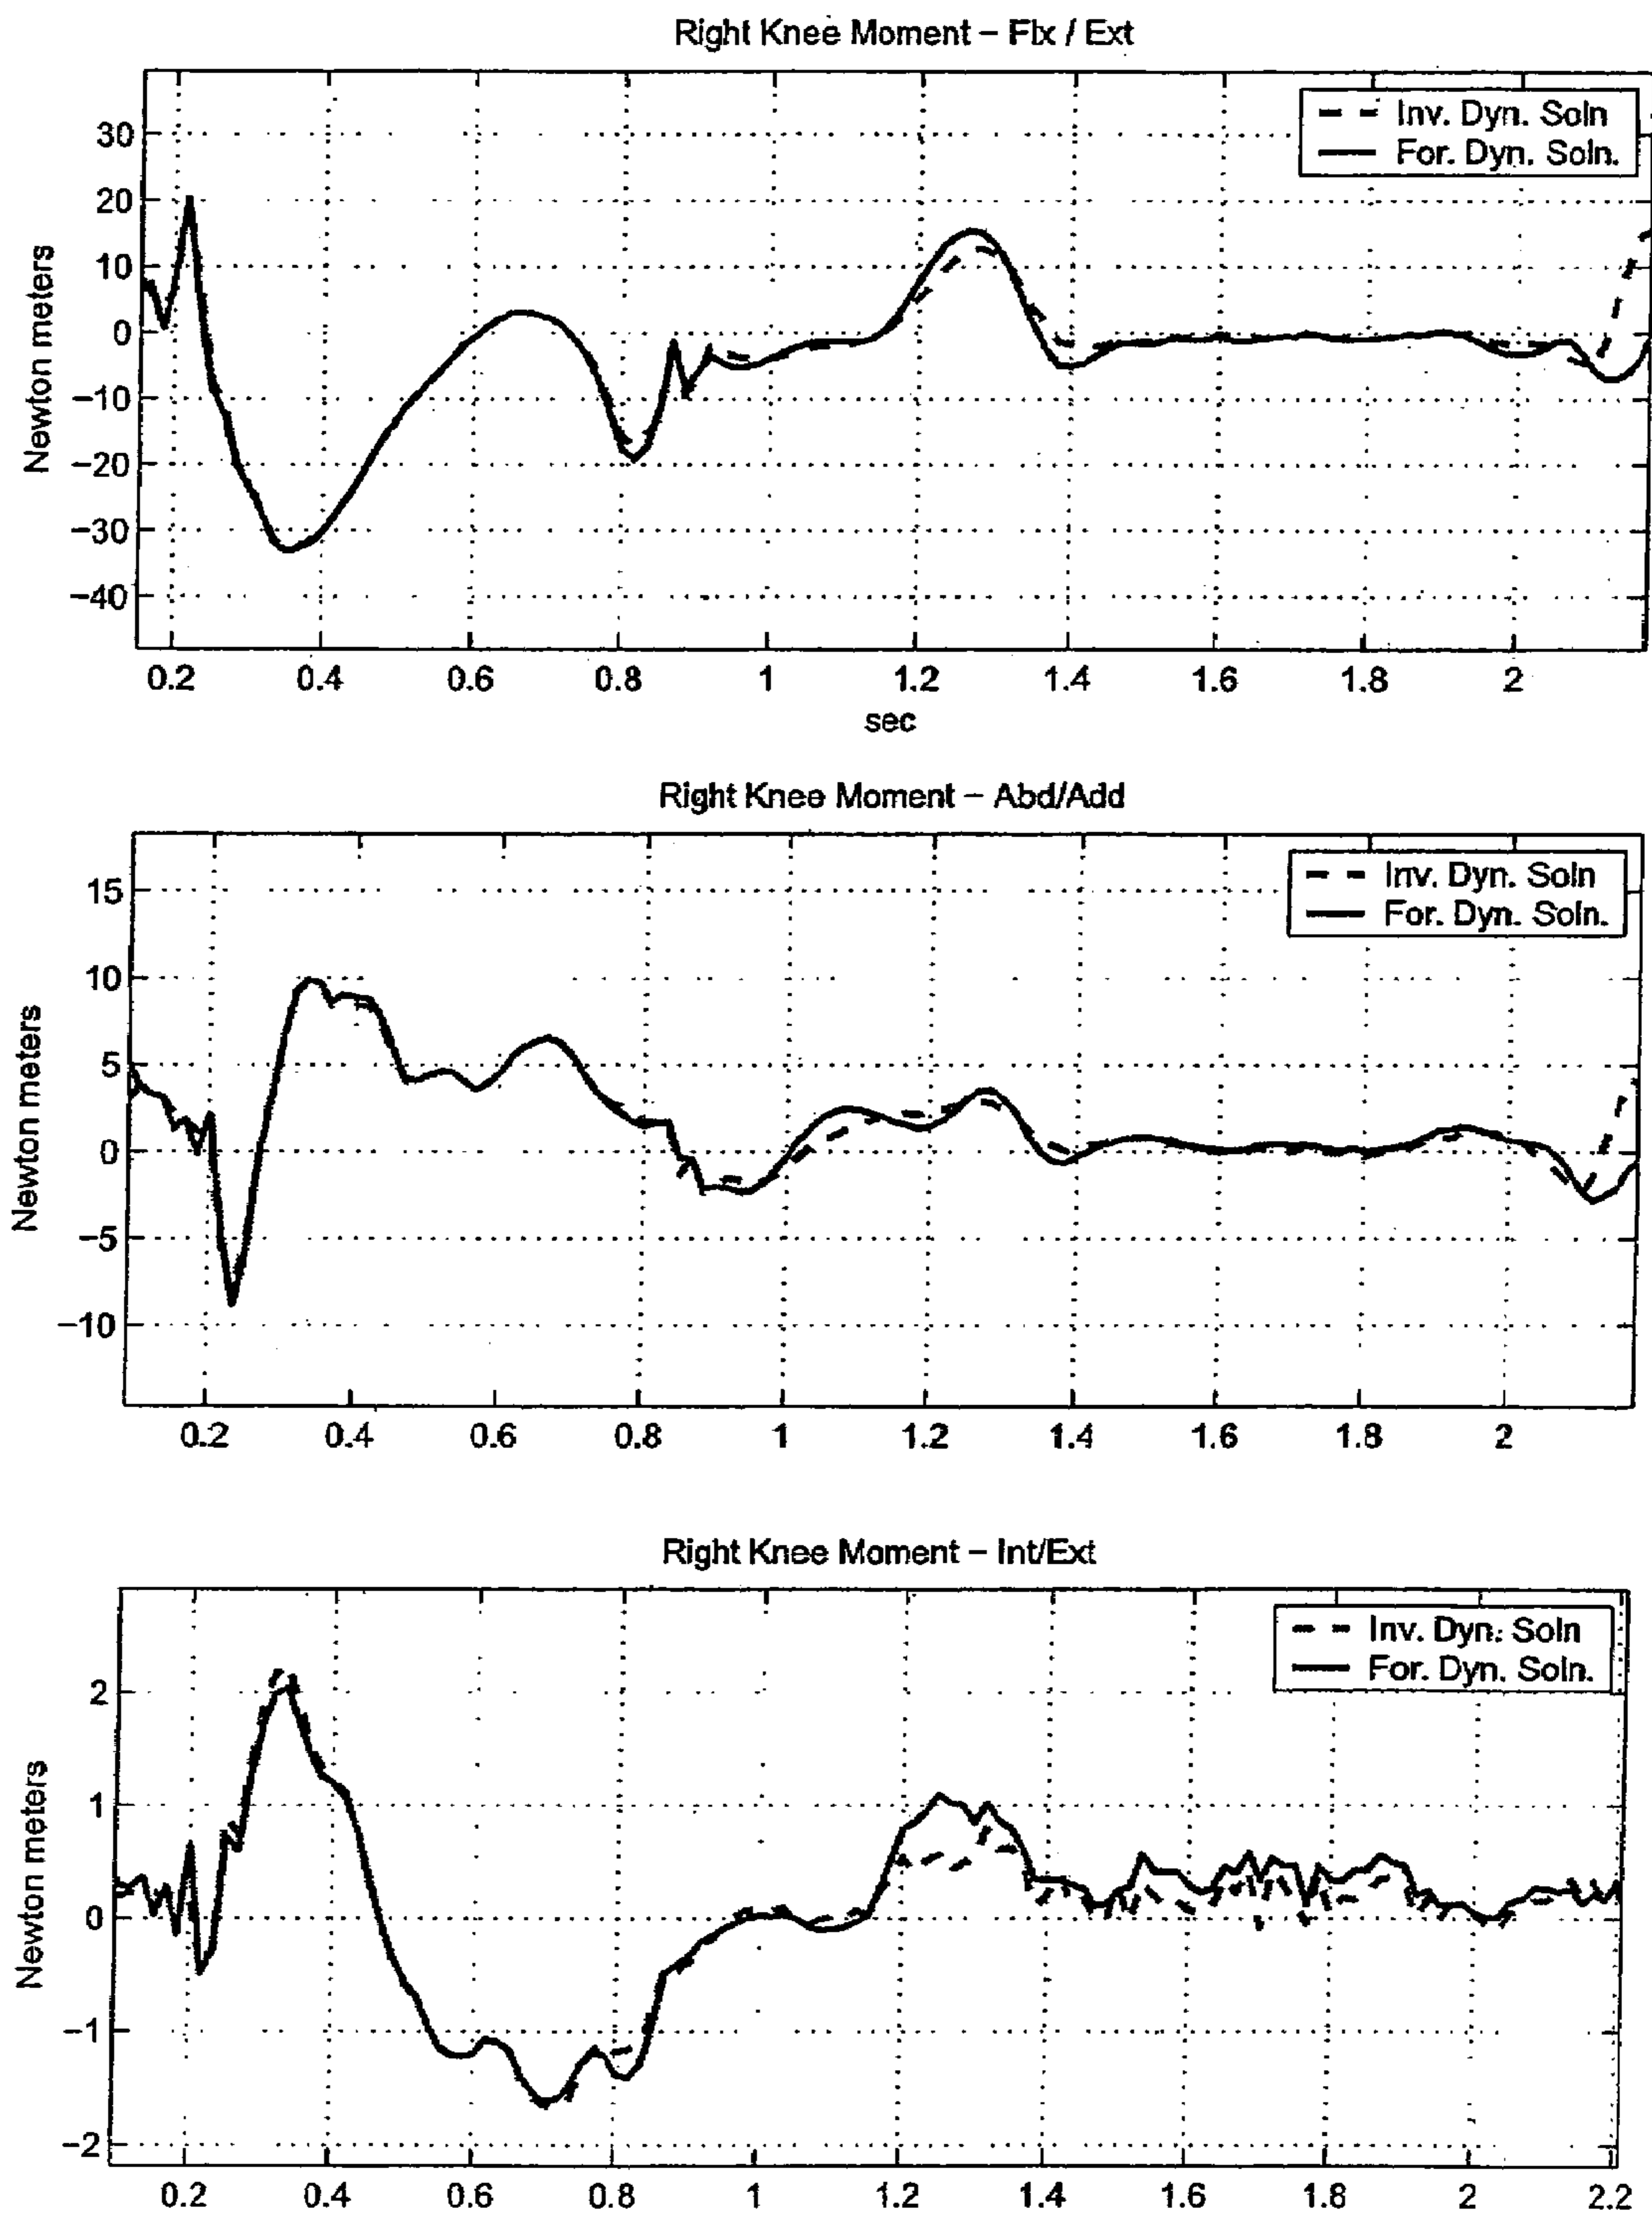 Right Knee Moment – Flx / Ext
Inv. Dyn. Soln
For. Dyn. Soln.
Newton meters
30
20
10
0
−10
−20
−30
−40
0.2 0.4 0.6 0.8 1 1.2 1.4 1.6 1.8 2
sec
Right Knee Moment – Abd/Add
Inv. Dyn. Soln
For. Dyn. Soln.
Newton meters
15
10
5
0
−5
−10
0.2 0.4 0.6 0.8 1 1.2 1.4 1.6 1.8 2
Right Knee Moment – Int/Ext
Inv. Dyn. Soln
For. Dyn. Soln.
Newton meters
2
1
0
−1
−2
0.2 0.4 0.6 0.8 1 1.2 1.4 1.6 1.8 2 2.2